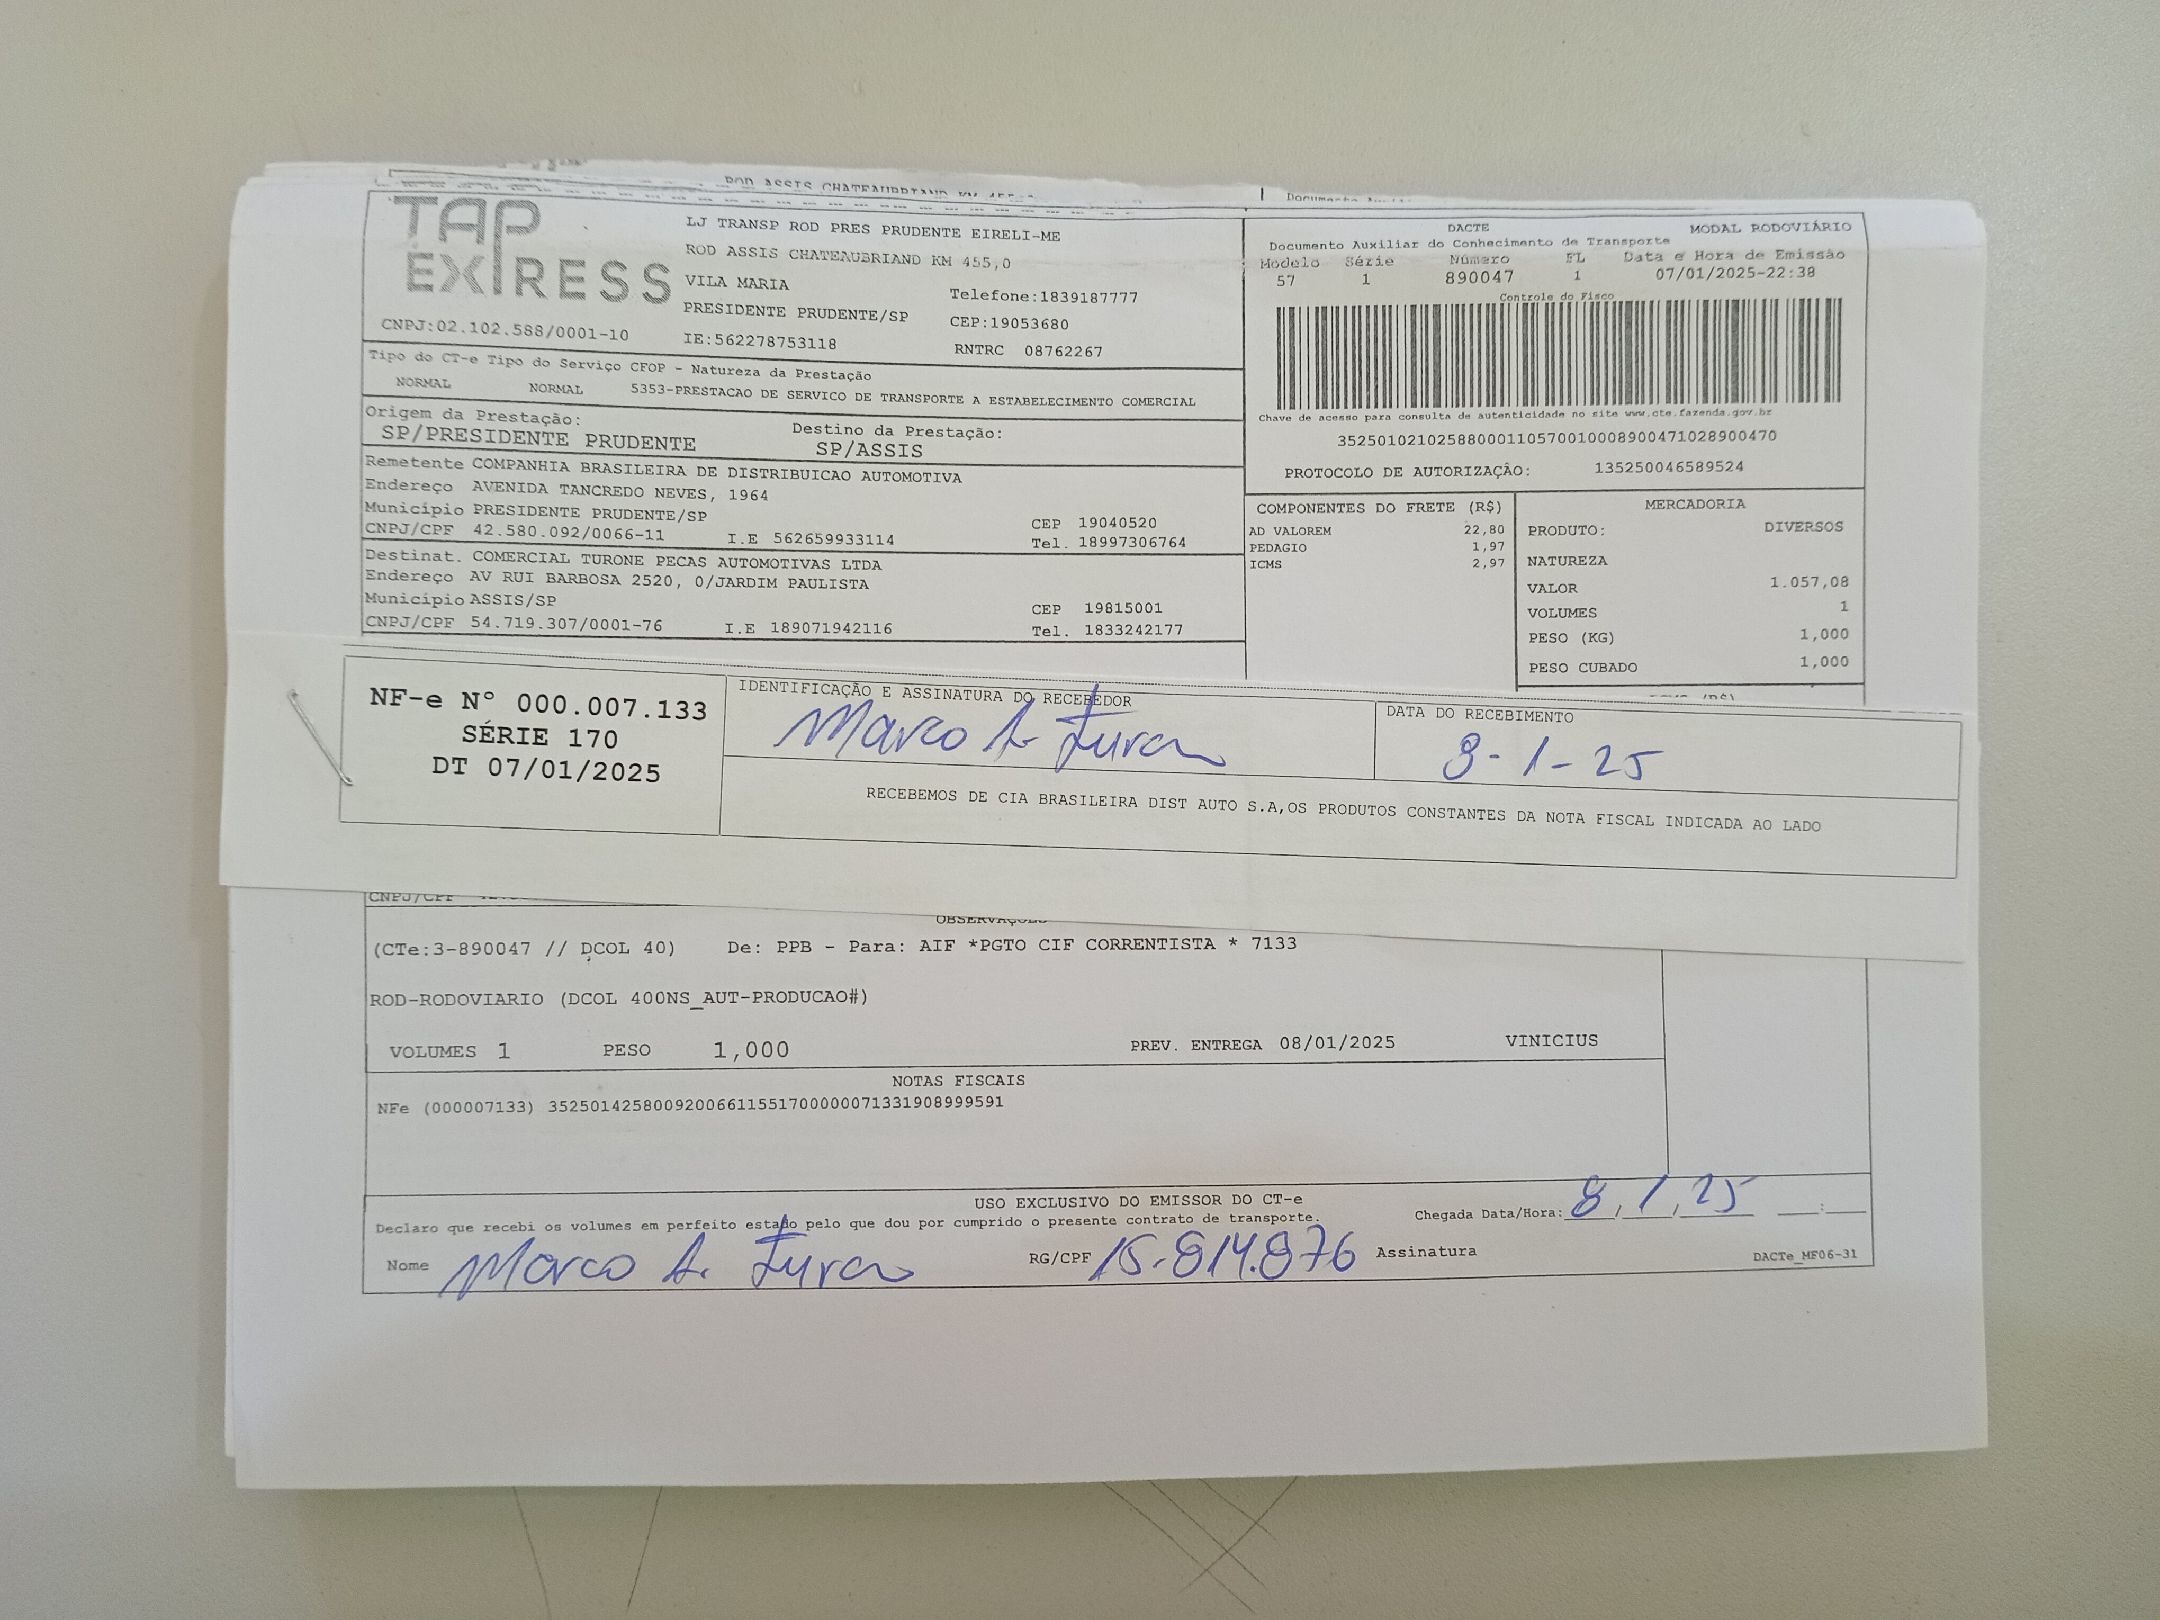 ROD ASSIS CHATEAUBRIAND KM 455,0
TAP
EXPRESS
CNPJ:02.102.588/0001-10
LJ TRANSP ROD PRES PRUDENTE EIRELI-ME
ROD ASSIS CHATEAUBRIAND KM 455,0
VILA MARIA
Telefone:1839187777
PRESIDENTE PRUDENTE/SP CEP:19053680
IE:562278753118 RNTRC 08762267
DACTE MODAL RODOVIÁRIO
Documento Auxiliar do Conhecimento de Transporte
Modelo Série Número FL Data e Hora de Emissão
57 1 890047 1 07/01/2025-22:38
Controle do Fisco
Chave de acesso para consulta de autenticidade no site www.cte.fazenda.gov.br
35250102102588000110570010008900471028900470
PROTOCOLO DE AUTORIZAÇÃO: 135250046589524
Tipo do CT-e Tipo do Serviço CFOP - Natureza da Prestação
NORMAL NORMAL 5353-PRESTACAO DE SERVICO DE TRANSPORTE A ESTABELECIMENTO COMERCIAL
Origem da Prestação: Destino da Prestação:
SP/PRESIDENTE PRUDENTE SP/ASSIS
Remetente COMPANHIA BRASILEIRA DE DISTRIBUICAO AUTOMOTIVA
Endereço AVENIDA TANCREDO NEVES, 1964
Município PRESIDENTE PRUDENTE/SP CEP 19040520
CNPJ/CPF 42.580.092/0066-11 I.E 562659933114 Tel. 18997306764
Destinat. COMERCIAL TURONE PECAS AUTOMOTIVAS LTDA
Endereço AV RUI BARBOSA 2520, 0/JARDIM PAULISTA
Município ASSIS/SP CEP 19815001
CNPJ/CPF 54.719.307/0001-76 I.E 189071942116 Tel. 1833242177
COMPONENTES DO FRETE (R$)
AD VALOREM 22,80
PEDAGIO 1,97
ICMS 2,97
MERCADORIA
PRODUTO: DIVERSOS
NATUREZA
VALOR 1.057,08
VOLUMES 1
PESO (KG) 1,000
PESO CUBADO 1,000
NF-e Nº 000.007.133
SÉRIE 170
DT 07/01/2025
IDENTIFICAÇÃO E ASSINATURA DO RECEBEDOR
Marco A.
DATA DO RECEBIMENTO
8-1-25
RECEBEMOS DE CIA BRASILEIRA DIST AUTO S.A,OS PRODUTOS CONSTANTES DA NOTA FISCAL INDICADA AO LADO
CNPJ/CPF
OBSERVAÇÕES
(CTe:3-890047 // DCOL 40) De: PPB - Para: AIF *PGTO CIF CORRENTISTA * 7133
ROD-RODOVIARIO (DCOL 400NS_AUT-PRODUCAO#)
VOLUMES 1 PESO 1,000 PREV. ENTREGA 08/01/2025 VINICIUS
NOTAS FISCAIS
NFe (000007133) 35250142580092006611551700000071331908999591
USO EXCLUSIVO DO EMISSOR DO CT-e
Declaro que recebi os volumes em perfeito estado pelo que dou por cumprido o presente contrato de transporte.
Chegada Data/Hora: 8/1/25
Nome Marco A. RG/CPF 15.814.876 Assinatura
DACTe_MF06-31